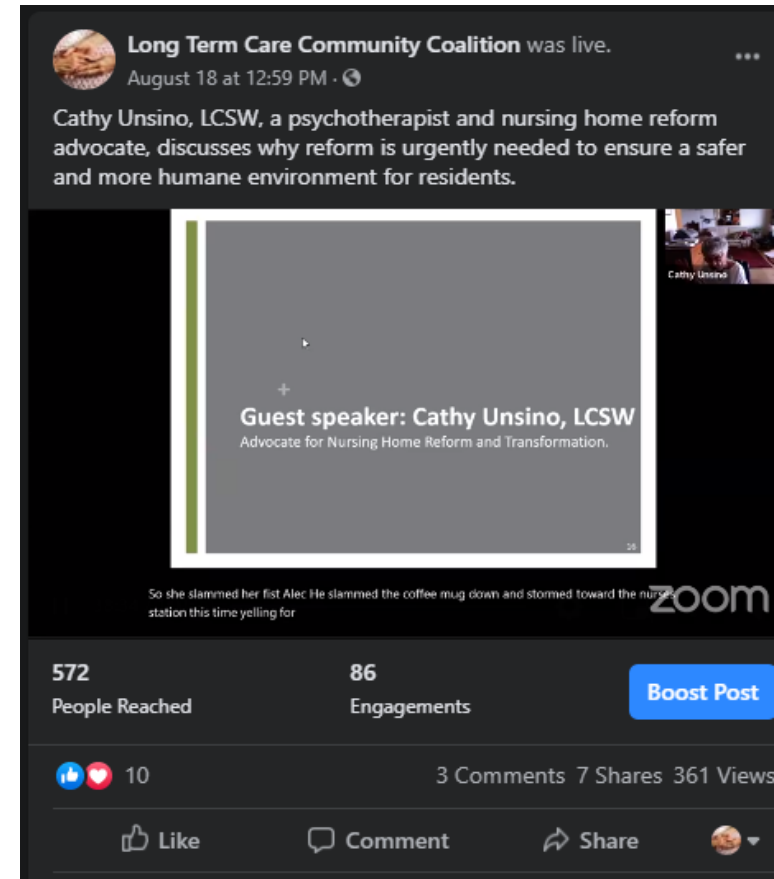 Long Term Care Community Coalition was live.
August 18 at 12:59 PM ·
Cathy Unsino, LCSW, a psychotherapist and nursing home reform
advocate, discusses why reform is urgently needed to ensure a safer
and more humane environment for residents.
Cathy Unsino
Guest speaker: Cathy Unsino, LCSW
Advocate for Nursing Home Reform and Transformation.
So she slammed her fist Alec He slammed the coffee mug down and stormed toward the nurses
station this time yelling for
zoom
572
People Reached
86
Engagements
Boost Post
10
3 Comments 7 Shares 361 Views
Like
Comment
Share